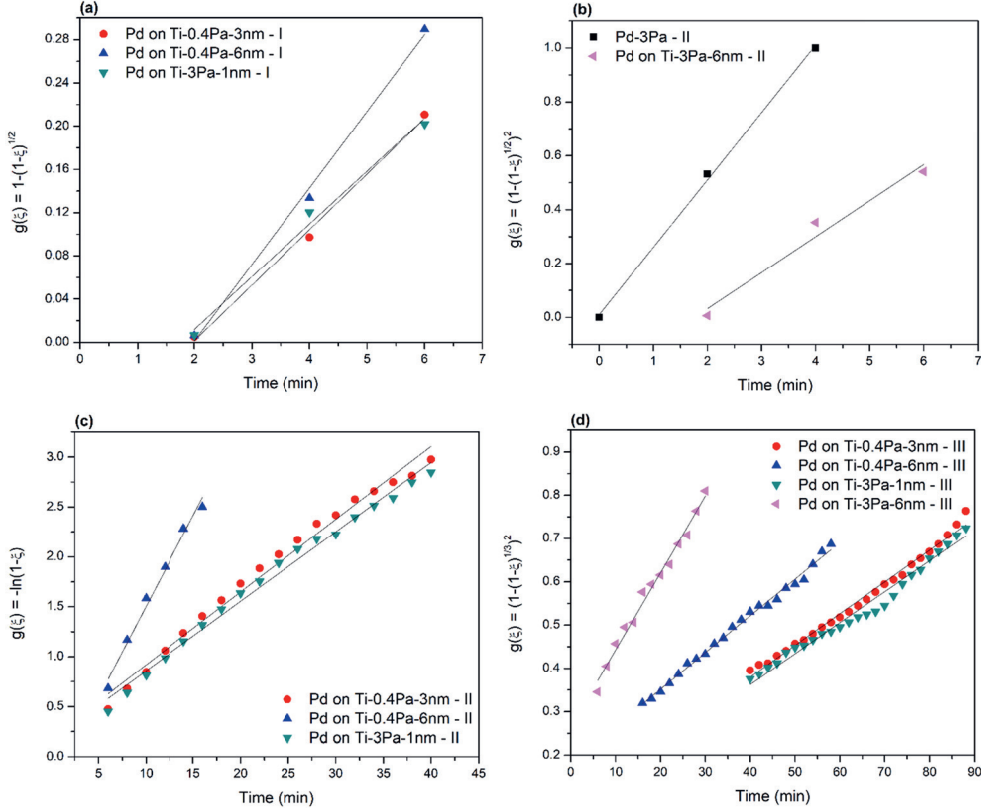 (a)
Pd on Ti-0.4Pa-3nm - I
Pd on Ti-0.4Pa-6nm - I
Pd on Ti-3Pa-1nm - I
g(ξ) = 1-(1-ξ)^1/2
0.28
0.24
0.20
0.16
0.12
0.08
0.04
0.00
0 1 2 3 4 5 6 7
Time (min)
(b)
Pd-3Pa - II
Pd on Ti-3Pa-6nm - II
g(ξ) = (1-(1-ξ)^1/2)^2
1.0
0.8
0.6
0.4
0.2
0.0
0 1 2 3 4 5 6 7
Time (min)
(c)
g(ξ) = -ln(1-ξ)
3.0
2.5
2.0
1.5
1.0
0.5
0.0
5 10 15 20 25 30 35 40 45
Time (min)
Pd on Ti-0.4Pa-3nm - II
Pd on Ti-0.4Pa-6nm - II
Pd on Ti-3Pa-1nm - II
(d)
Pd on Ti-0.4Pa-3nm - III
Pd on Ti-0.4Pa-6nm - III
Pd on Ti-3Pa-1nm - III
Pd on Ti-3Pa-6nm - III
g(ξ) = (1-(1-ξ)^1/3)^2
0.9
0.8
0.7
0.6
0.5
0.4
0.3
0.2
0 10 20 30 40 50 60 70 80 90
Time (min)